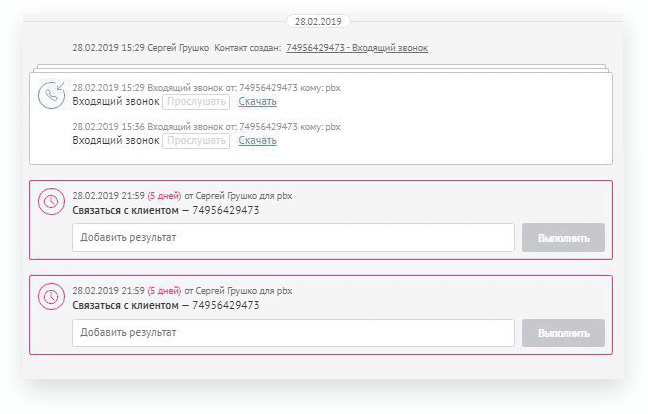 28.02.2019
28.02.2019 15:29 Сергей Грушко Контакт создан: 74956429473 - Входящий звонок
28.02.2019 15:29 Входящий звонок от: 74956429473 кому: pbx
Входящий звонок Прослушать Скачать
28.02.2019 15:36 Входящий звонок от: 74956429473 кому: pbx
Входящий звонок Прослушать Скачать
28.02.2019 21:59 (5 дней) от Сергей Грушко для pbx
Связаться с клиентом — 74956429473
Добавить результат Выполнить
28.02.2019 21:59 (5 дней) от Сергей Грушко для pbx
Связаться с клиентом — 74956429473
Добавить результат Выполнить